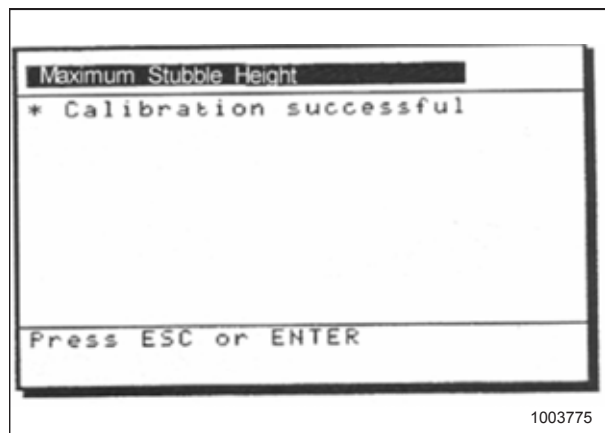 Maximum Stubble Height
* Calibration successful
Press ESC or ENTER
1003775